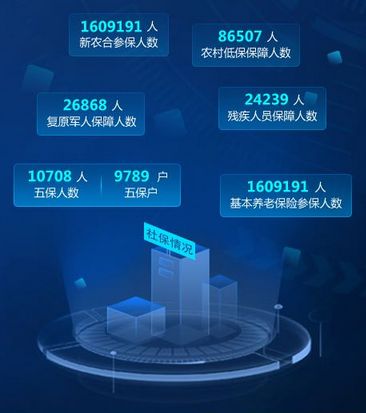 1609191 人
新农合参保人数
86507 人
农村低保保障人数
26868 人
复原军人保障人数
24239 人
残疾人员保障人数
10708 人
五保人数
9789 户
五保户
1609191 人
基本养老保险参保人数
社保情况